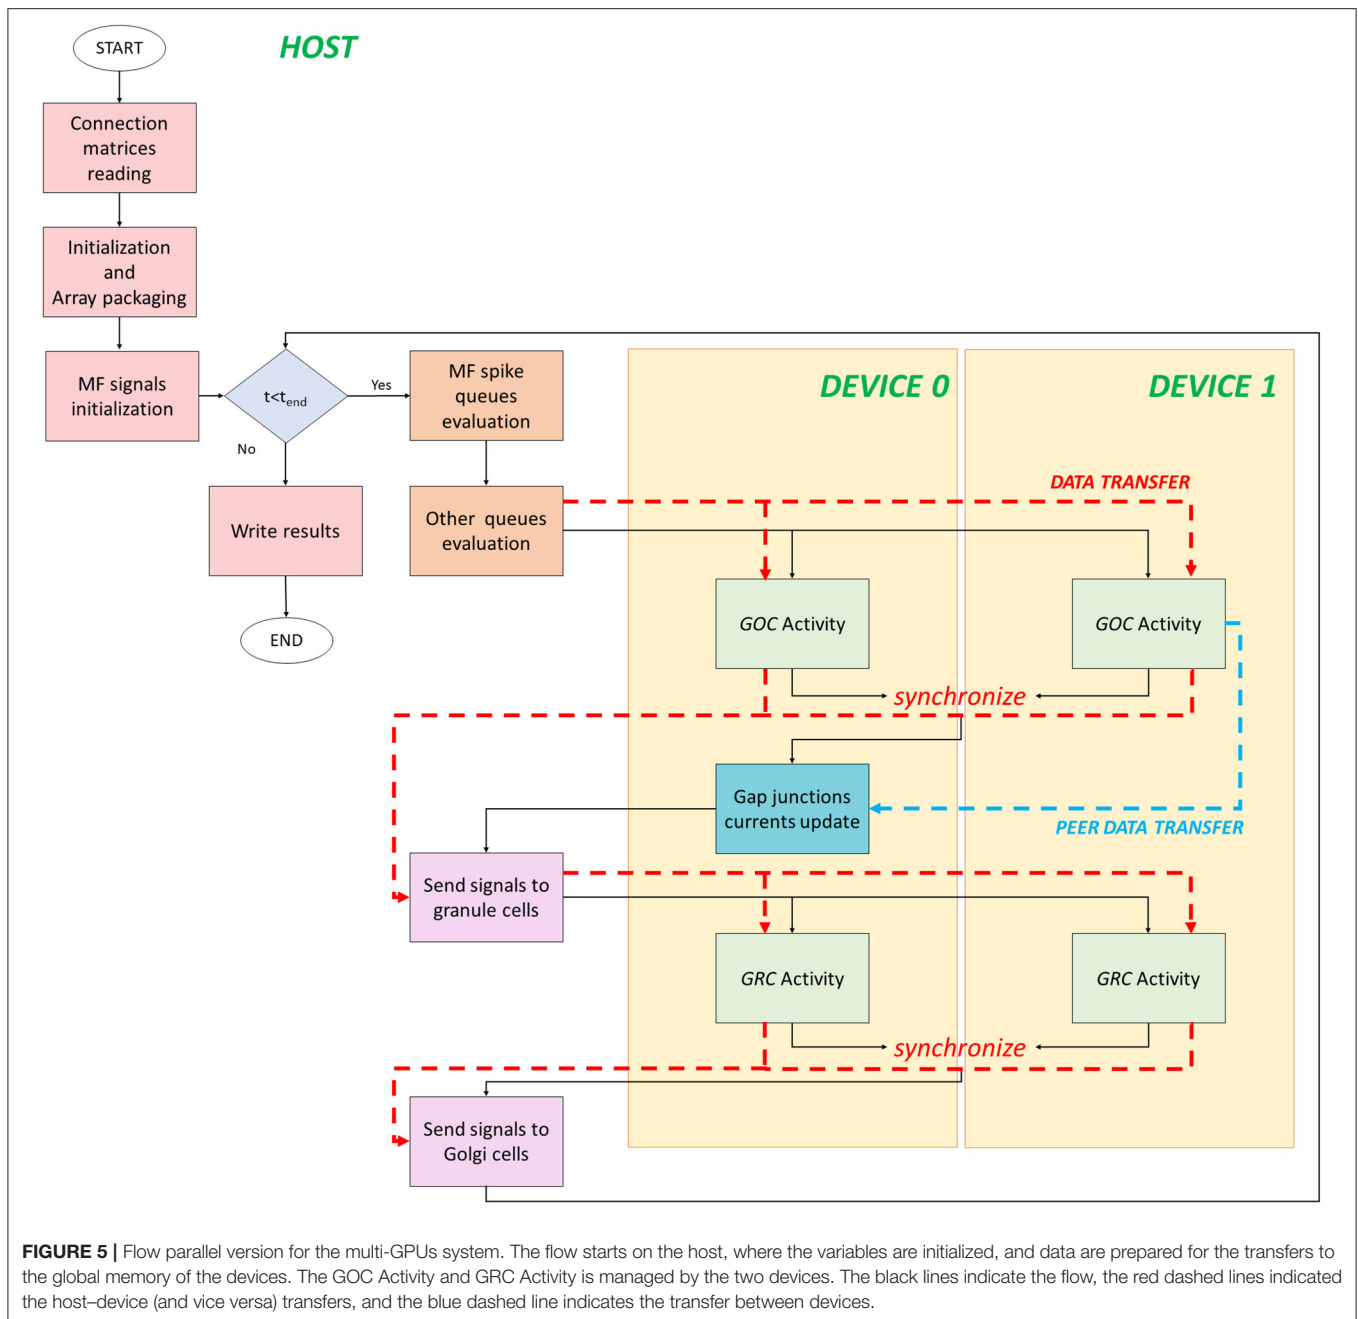 START
HOST
Connection
matrices
reading
Initialization
and
Array packaging
MF signals
initialization
t<tend
Yes
No
MF spike
queues
evaluation
DEVICE 0
DEVICE 1
Write results
Other queues
evaluation
DATA TRANSFER
END
GOC Activity
GOC Activity
synchronize
Gap junctions
currents update
PEER DATA TRANSFER
Send signals to
granule cells
GRC Activity
GRC Activity
synchronize
Send signals to
Golgi cells
FIGURE 5 | Flow parallel version for the multi-GPUs system. The flow starts on the host, where the variables are initialized, and data are prepared for the transfers to
the global memory of the devices. The GOC Activity and GRC Activity is managed by the two devices. The black lines indicate the flow, the red dashed lines indicated
the host–device (and vice versa) transfers, and the blue dashed line indicates the transfer between devices.